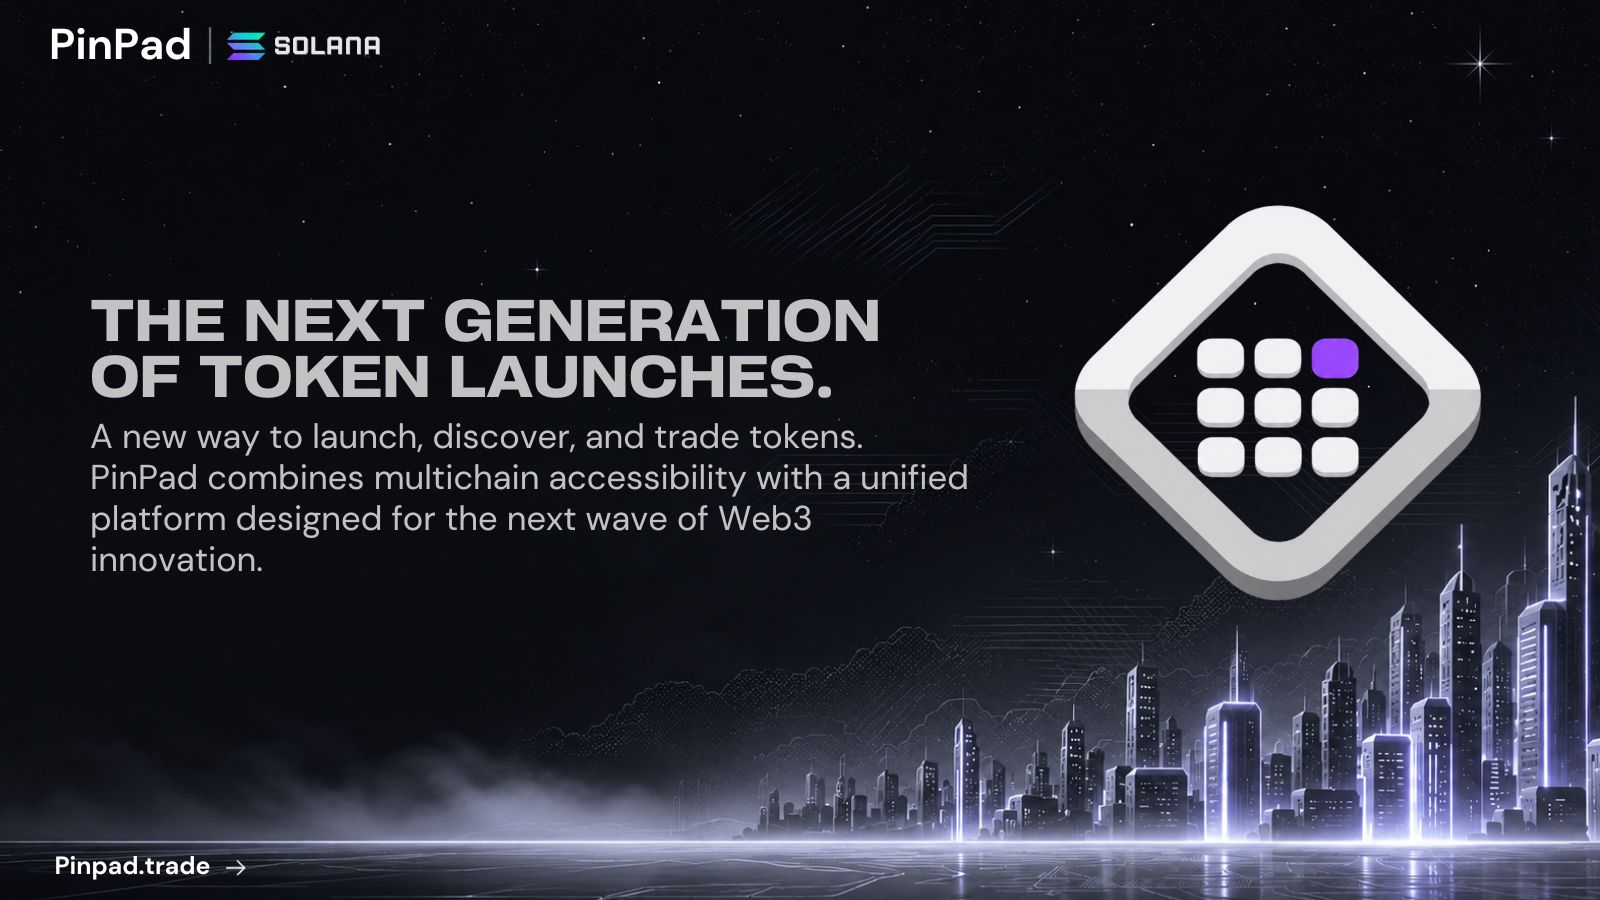 PinPad
SOLANA
THE NEXT GENERATION
OF TOKEN LAUNCHES.
A new way to launch, discover, and trade tokens.
PinPad combines multichain accessibility with a unified
platform designed for the next wave of Web3
innovation.
Pinpad.trade →